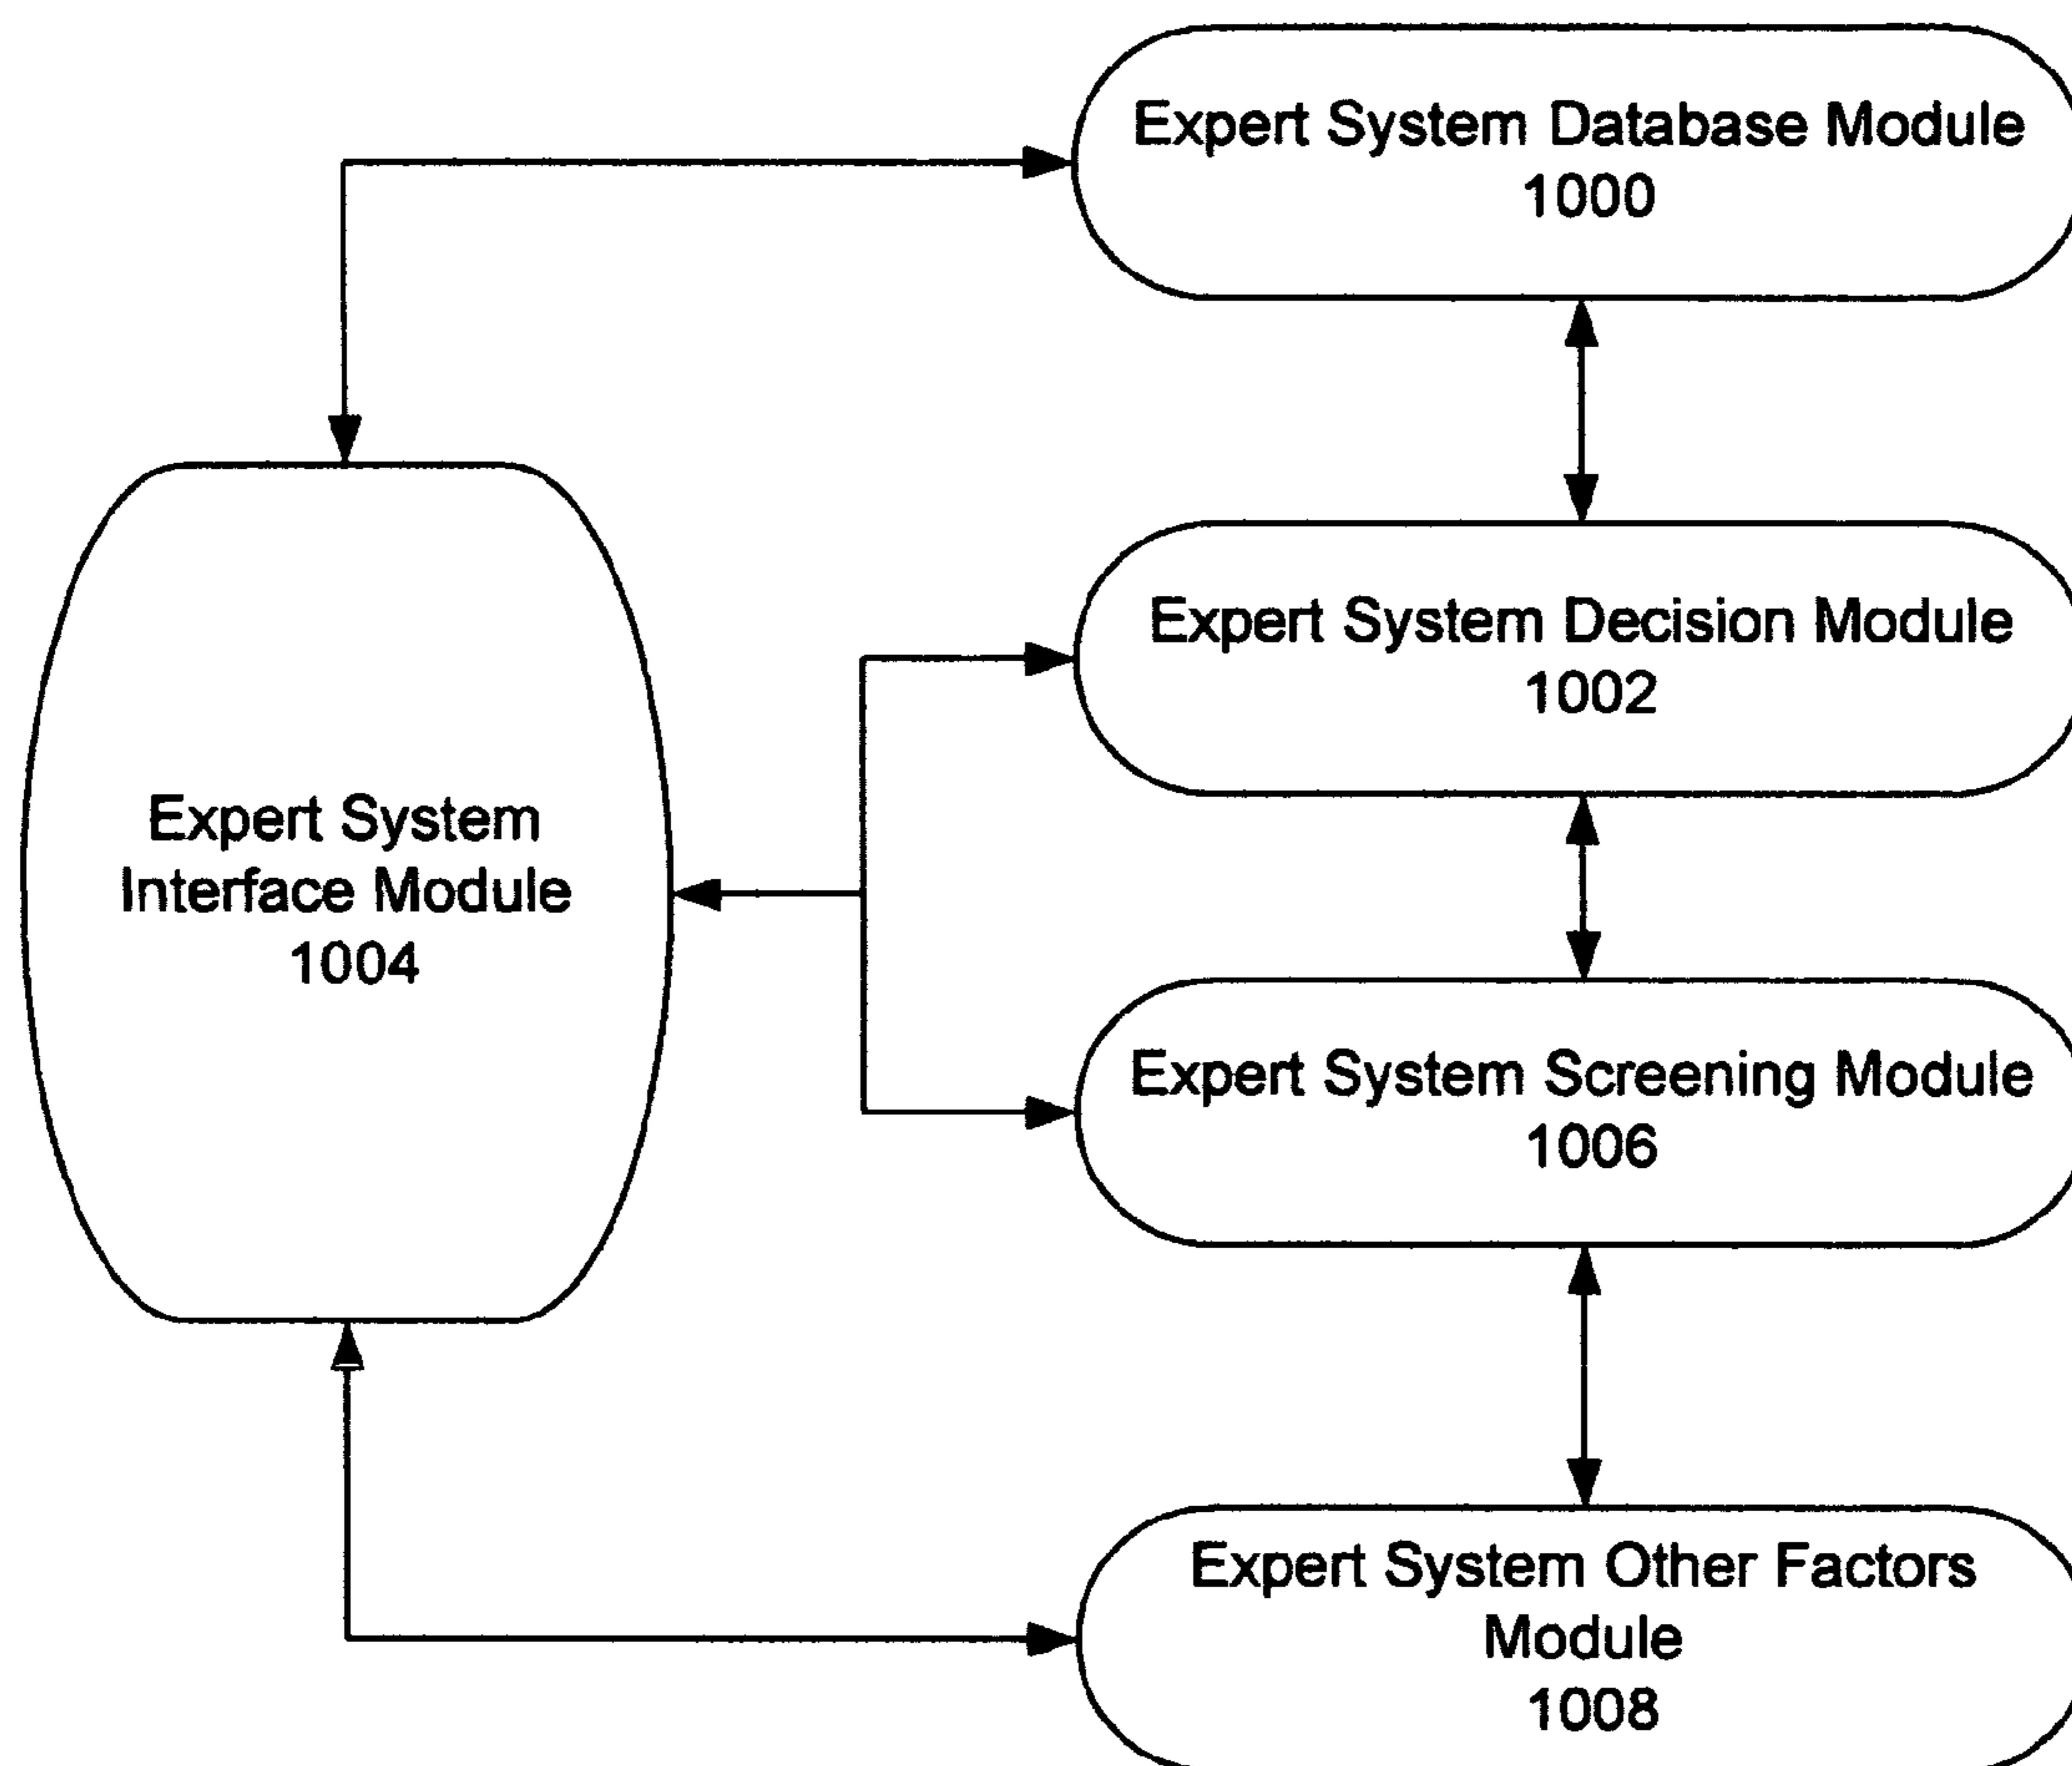 Expert System Database Module
1000
Expert System Decision Module
1002
Expert System
Interface Module
1004
Expert System Screening Module
1006
Expert System Other Factors
Module
1008